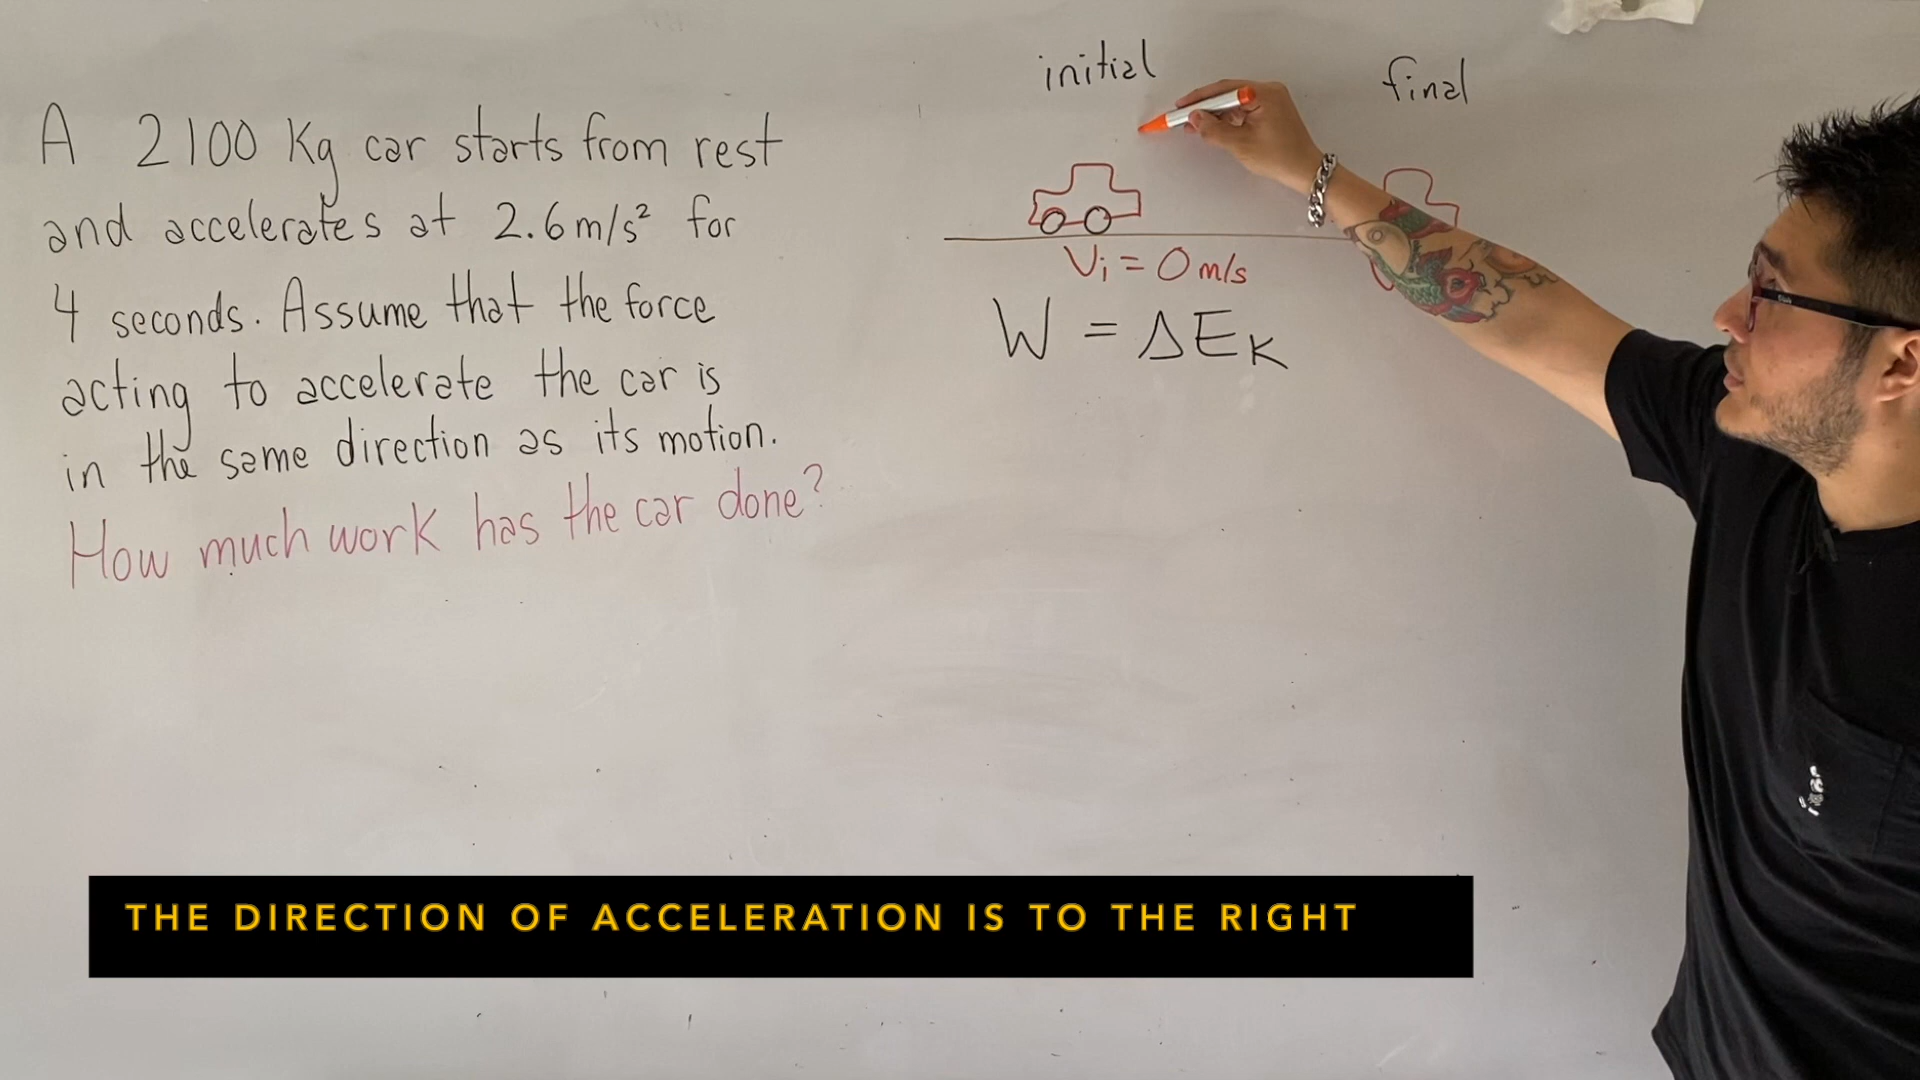 A 2100 Kg car starts from rest
and accelerates at 2.6 m/s² for
4 seconds. Assume that the force
acting to accelerate the car is
in the same direction as its motion.
How much work has the car done?
initial
final
Vi = 0 m/s
W = ΔEK
THE DIRECTION OF ACCELERATION IS TO THE RIGHT